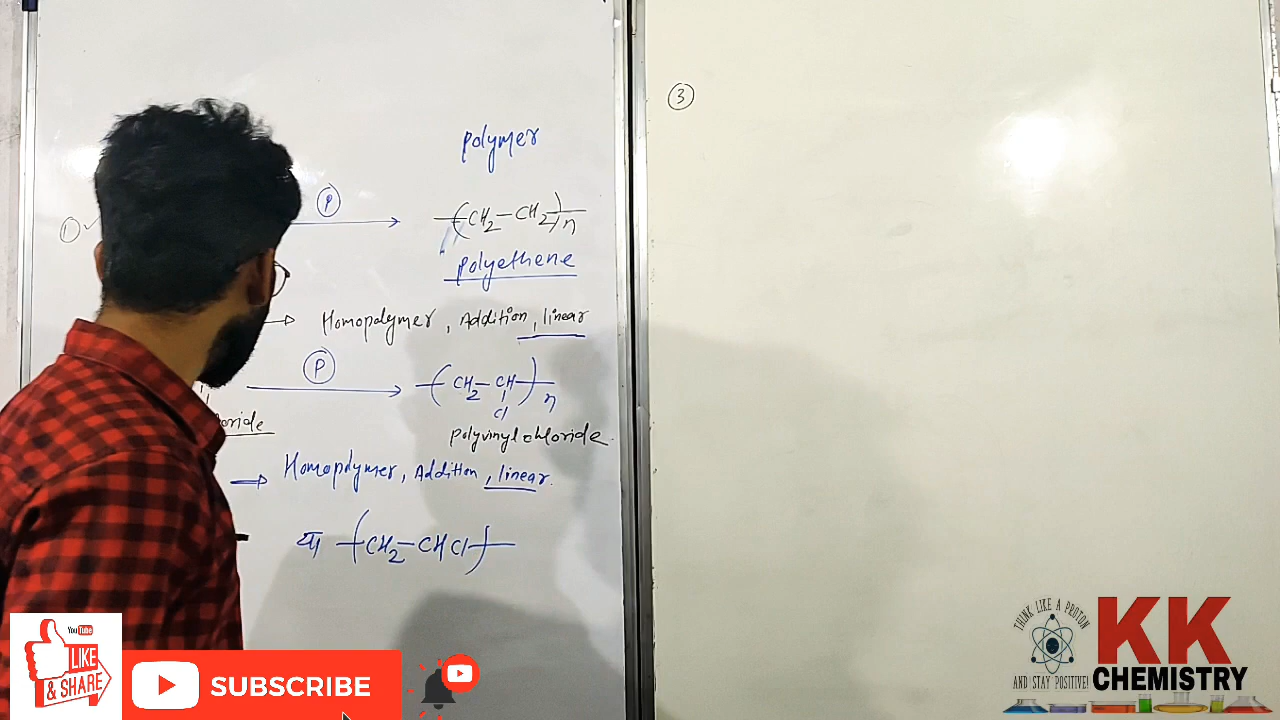 polymer
1) P —(CH2—CH2)—n
polyethene
Homopolymer, Addition, linear
P —(CH2—CH—)—n
Cl
oride
polyvinylchloride.
Homopolymer, Addition, linear.
या —(CH2—CHCl)—
3
YouTube
LIKE
& SHARE
SUBSCRIBE
THINK LIKE A PROTON
AND STAY POSITIVE!
KK
CHEMISTRY